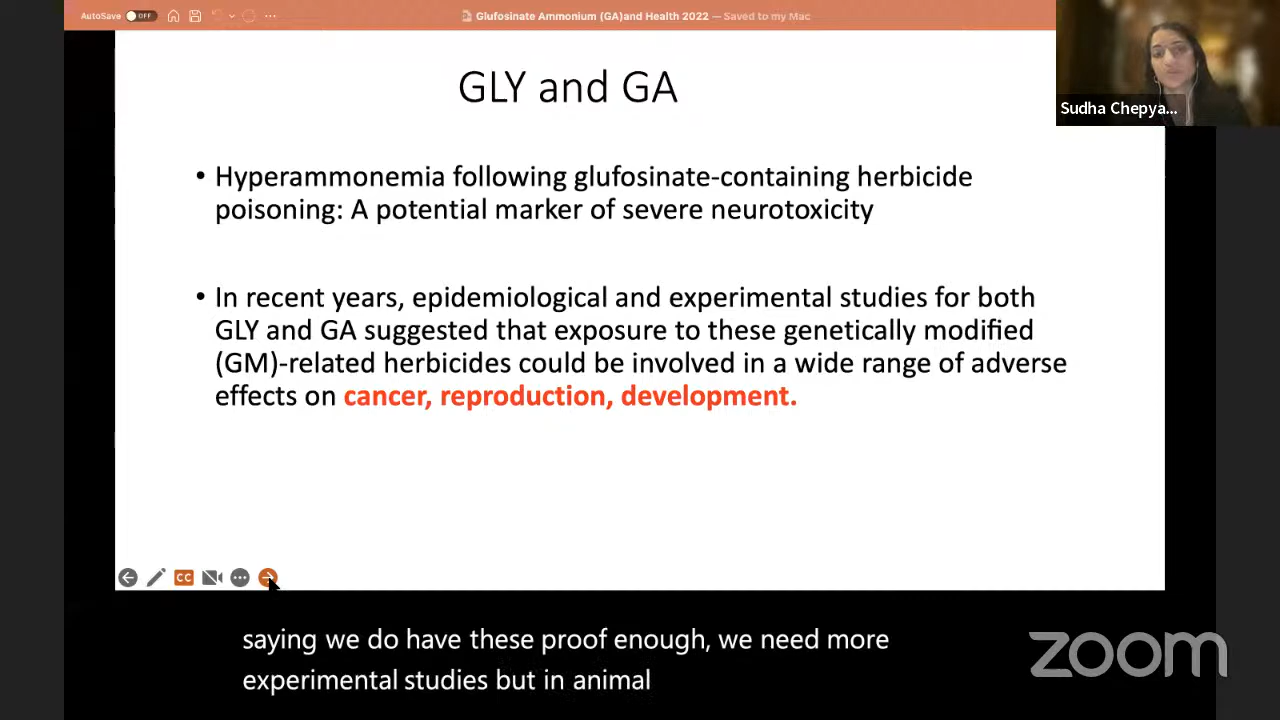 AutoSave OFF
Glufosinate Ammonium (GA)and Health 2022 — Saved to my Mac
Sudha Chepya...
GLY and GA
• Hyperammonemia following glufosinate-containing herbicide
poisoning: A potential marker of severe neurotoxicity
• In recent years, epidemiological and experimental studies for both
GLY and GA suggested that exposure to these genetically modified
(GM)-related herbicides could be involved in a wide range of adverse
effects on cancer, reproduction, development.
CC
saying we do have these proof enough, we need more
experimental studies but in animal
zoom